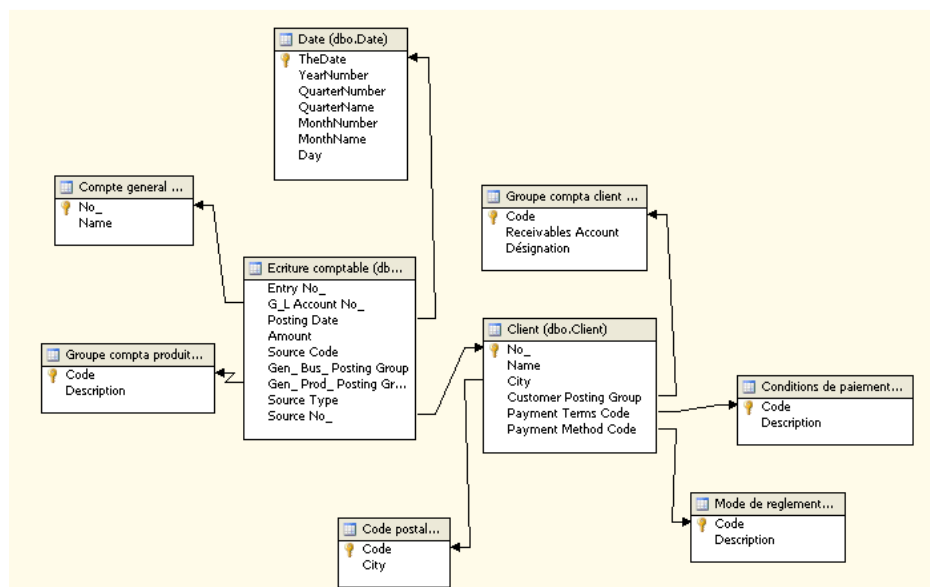 Date (dbo.Date)
TheDate
YearNumber
QuarterNumber
QuarterName
MonthNumber
MonthName
Day
Compte general ...
No_
Name
Groupe compta client ...
Code
Receivables Account
Désignation
Ecriture comptable (db...
Entry No_
G_L Account No_
Posting Date
Amount
Source Code
Gen_ Bus_ Posting Group
Gen_ Prod_ Posting Gr...
Source Type
Source No_
Groupe compta produit...
Code
Description
Client (dbo.Client)
No_
Name
City
Customer Posting Group
Payment Terms Code
Payment Method Code
Conditions de paiement...
Code
Description
Mode de reglement...
Code
Description
Code postal...
Code
City